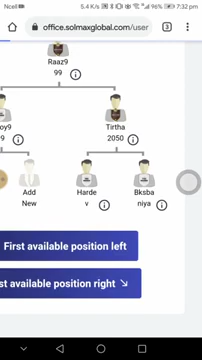 Ncell 5.4 K/s 96% 7:32 pm
office.solmaxglobal.com/user 3
Raaz9
99
oy9
9
Tirtha
2050
Add
New
Harde
v
Bksba
niya
First available position left
st available position right ↘